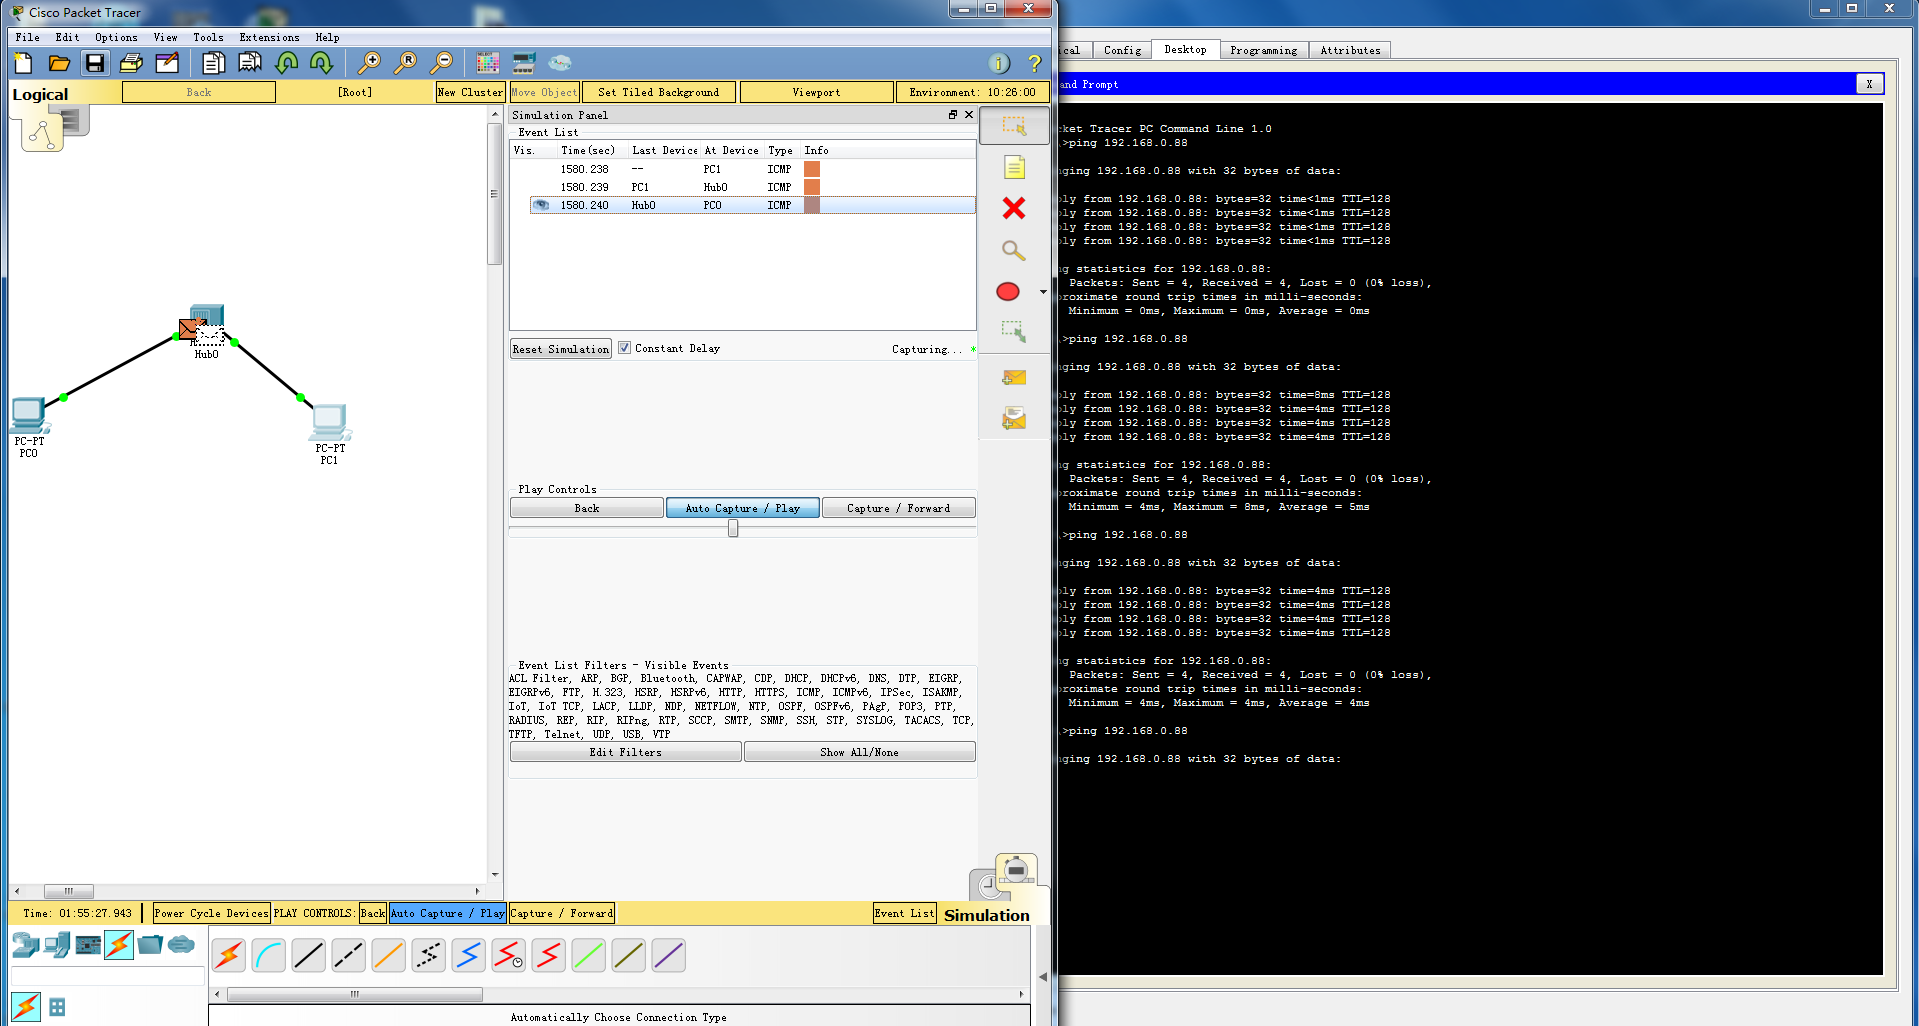 Cisco Packet Tracer
File Edit Options View Tools Extensions Help
Logical Back [Root] New Cluster Move Object Set Tiled Background Viewport Environment: 10:26:00
Simulation Panel
Event List
Vis. Time(sec) Last Device At Device Type Info
1580.238 -- PC1 ICMP
1580.239 PC1 Hub0 ICMP
1580.240 Hub0 PC0 ICMP
Reset Simulation Constant Delay Capturing... *
Hub0
PC-PT
PC0
PC-PT
PC1
Play Controls
Back Auto Capture / Play Capture / Forward
Event List Filters - Visible Events
ACL Filter, ARP, BGP, Bluetooth, CAPWAP, CDP, DHCP, DHCPv6, DNS, DTP, EIGRP,
EIGRPv6, FTP, H.323, HSRP, HSRPv6, HTTP, HTTPS, ICMP, ICMPv6, IPSec, ISAKMP,
IoT, IoT TCP, LACP, LLDP, NDP, NETFLOW, NTP, OSPF, OSPFv6, PAgP, POP3, PTP,
RADIUS, REP, RIP, RIPng, RTP, SCCP, SMTP, SNMP, SSH, STP, SYSLOG, TACACS, TCP,
TFTP, Telnet, UDP, USB, VTP
Edit Filters Show All/None
Time: 01:55:27.943 Power Cycle Devices PLAY CONTROLS: Back Auto Capture / Play Capture / Forward Event List Simulation
Automatically Choose Connection Type
ical Config Desktop Programming Attributes
and Prompt X
ket Tracer PC Command Line 1.0
>ping 192.168.0.88
ging 192.168.0.88 with 32 bytes of data:
ly from 192.168.0.88: bytes=32 time<1ms TTL=128
ly from 192.168.0.88: bytes=32 time<1ms TTL=128
ly from 192.168.0.88: bytes=32 time<1ms TTL=128
ly from 192.168.0.88: bytes=32 time<1ms TTL=128
g statistics for 192.168.0.88:
Packets: Sent = 4, Received = 4, Lost = 0 (0% loss),
roximate round trip times in milli-seconds:
Minimum = 0ms, Maximum = 0ms, Average = 0ms
>ping 192.168.0.88
ging 192.168.0.88 with 32 bytes of data:
ly from 192.168.0.88: bytes=32 time=8ms TTL=128
ly from 192.168.0.88: bytes=32 time=4ms TTL=128
ly from 192.168.0.88: bytes=32 time=4ms TTL=128
ly from 192.168.0.88: bytes=32 time=4ms TTL=128
g statistics for 192.168.0.88:
Packets: Sent = 4, Received = 4, Lost = 0 (0% loss),
roximate round trip times in milli-seconds:
Minimum = 4ms, Maximum = 8ms, Average = 5ms
>ping 192.168.0.88
ging 192.168.0.88 with 32 bytes of data:
ly from 192.168.0.88: bytes=32 time=4ms TTL=128
ly from 192.168.0.88: bytes=32 time=4ms TTL=128
ly from 192.168.0.88: bytes=32 time=4ms TTL=128
ly from 192.168.0.88: bytes=32 time=4ms TTL=128
g statistics for 192.168.0.88:
Packets: Sent = 4, Received = 4, Lost = 0 (0% loss),
roximate round trip times in milli-seconds:
Minimum = 4ms, Maximum = 4ms, Average = 4ms
>ping 192.168.0.88
ging 192.168.0.88 with 32 bytes of data: